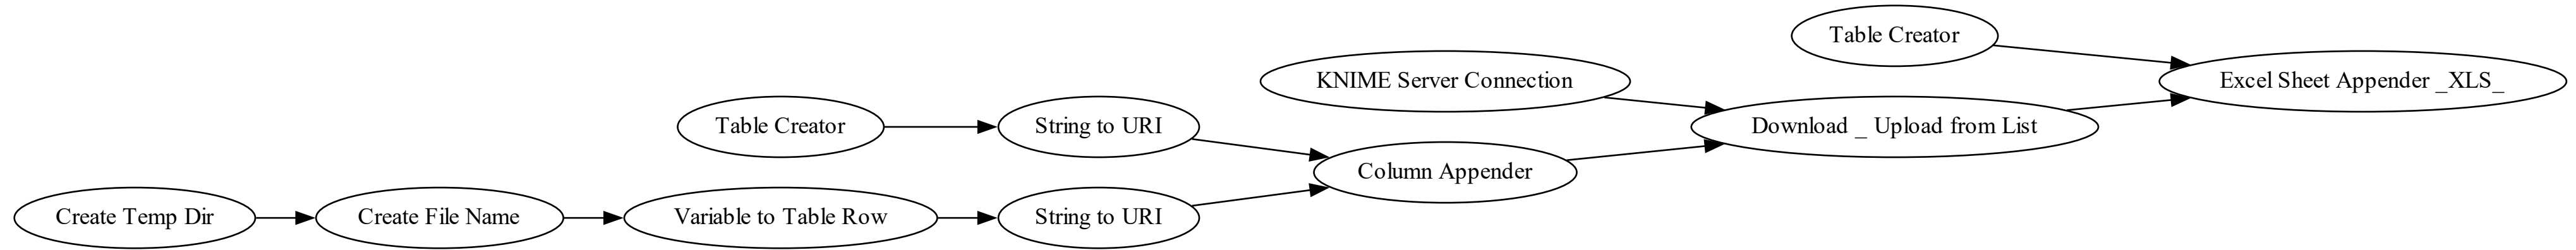 Table Creator
KNIME Server Connection
Excel Sheet Appender _XLS_
Table Creator
String to URI
Download _ Upload from List
Column Appender
Create Temp Dir
Create File Name
Variable to Table Row
String to URI